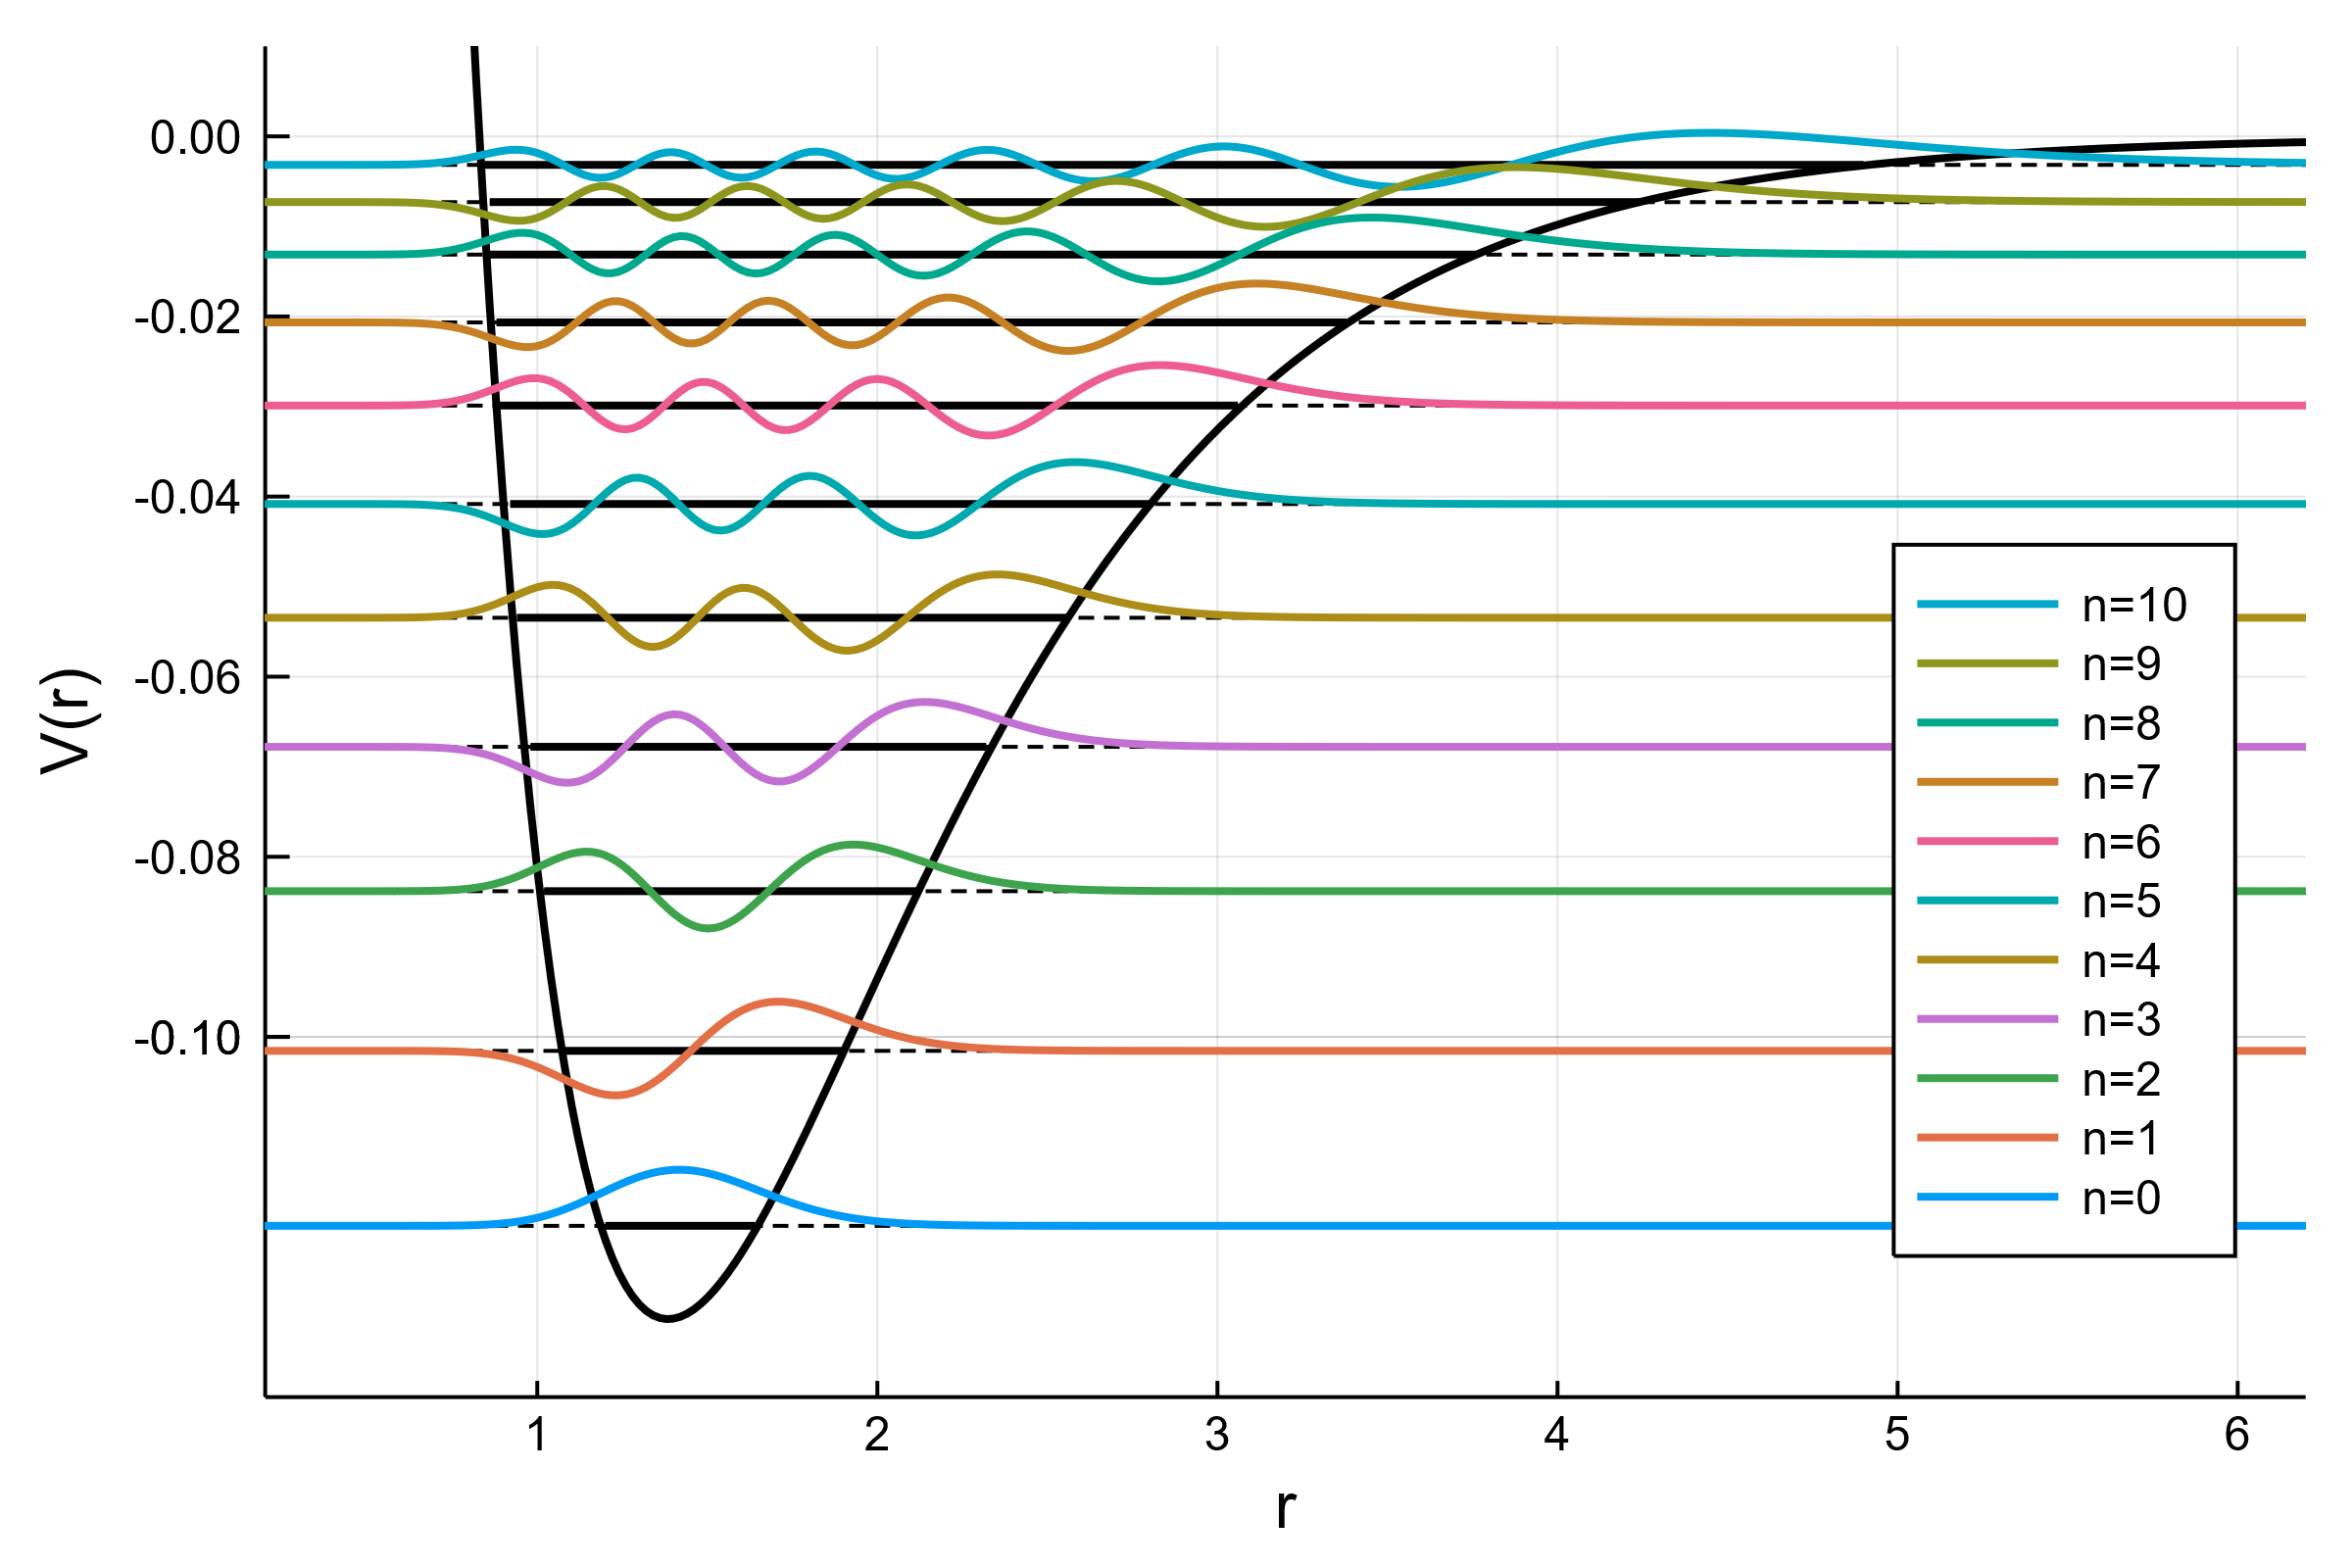 0.00
-0.02
-0.04
-0.06
-0.08
-0.10
V(r)
n=10
n=9
n=8
n=7
n=6
n=5
n=4
n=3
n=2
n=1
n=0
1 2 3 4 5 6
r